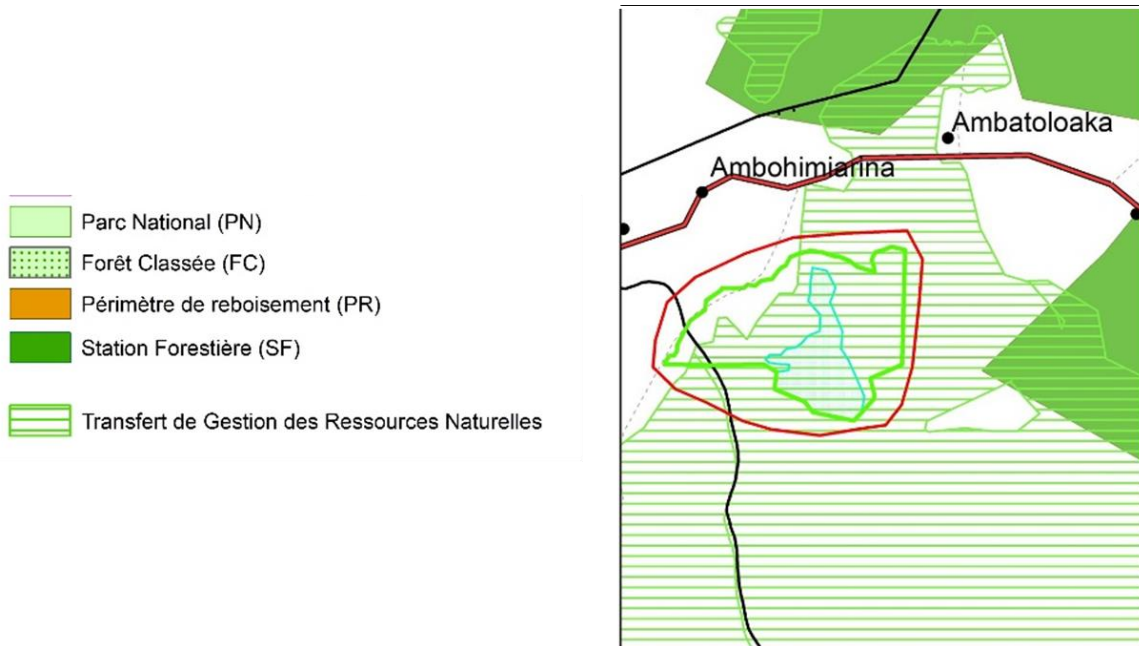 Parc National (PN)
Forêt Classée (FC)
Périmètre de reboisement (PR)
Station Forestière (SF)
Transfert de Gestion des Ressources Naturelles
Ambatoloaka
Ambohimiarina